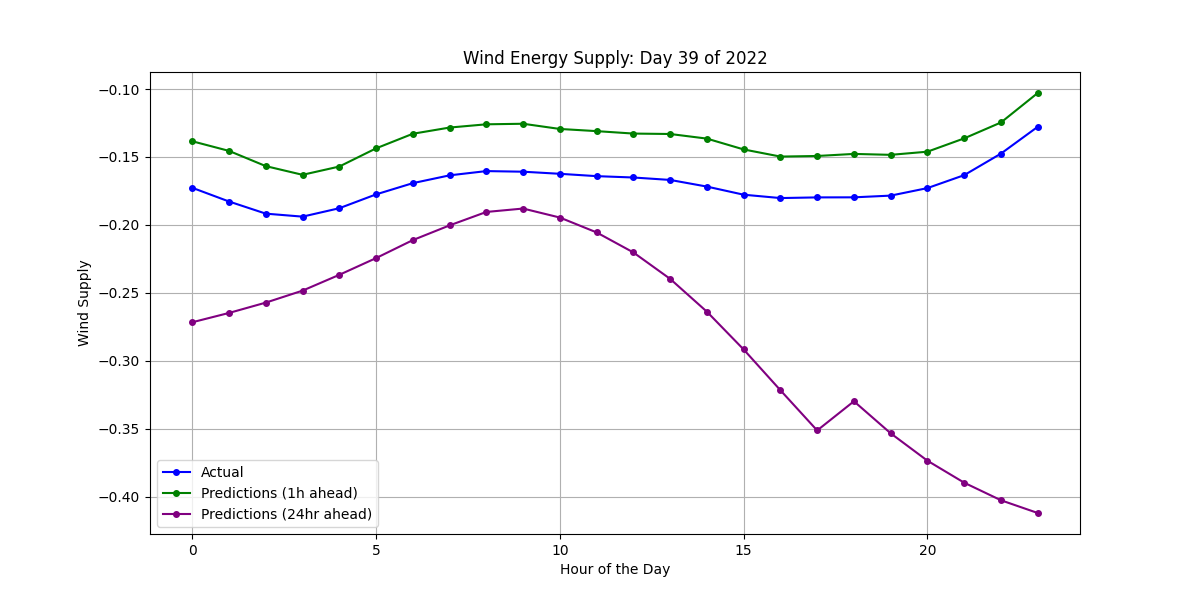 Wind Energy Supply: Day 39 of 2022
−0.10
−0.15
−0.20
−0.25
−0.30
−0.35
−0.40
Wind Supply
Actual
Predictions (1h ahead)
Predictions (24hr ahead)
0 5 10 15 20
Hour of the Day